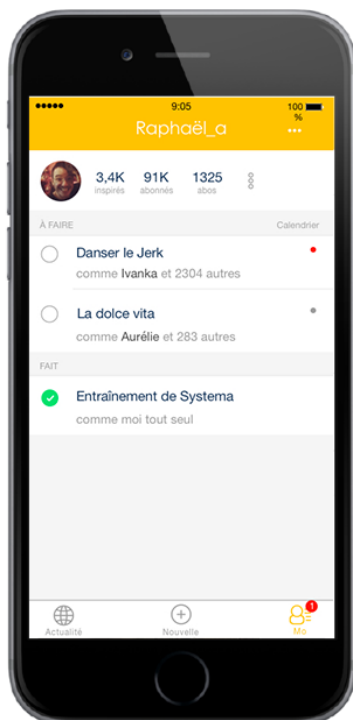 9:05
100
%
Raphaël_a
...
3,4K 91K 1325
inspirés abonnés abos
À FAIRE Calendrier
Danser le Jerk
comme Ivanka et 2304 autres
La dolce vita
comme Aurélie et 283 autres
FAIT
Entraînement de Systema
comme moi tout seul
1
Actualité Nouvelle Mo